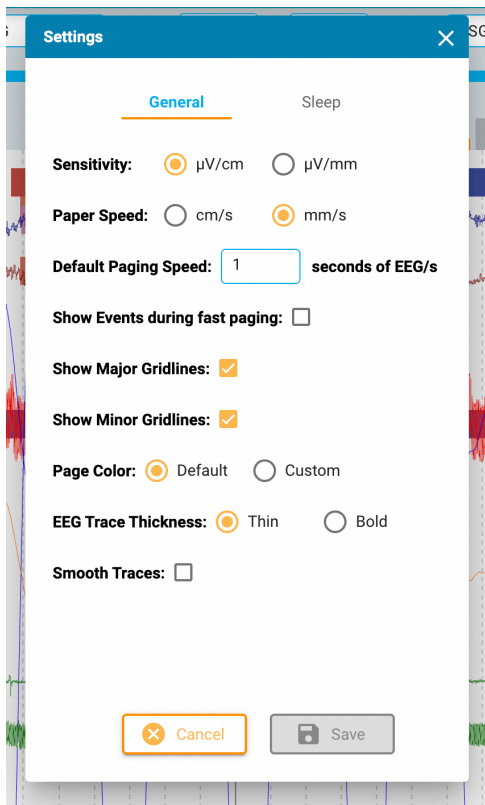 Settings
General Sleep
Sensitivity: μV/cm μV/mm
Paper Speed: cm/s mm/s
Default Paging Speed: 1 seconds of EEG/s
Show Events during fast paging:
Show Major Gridlines:
Show Minor Gridlines:
Page Color: Default Custom
EEG Trace Thickness: Thin Bold
Smooth Traces:
Cancel Save